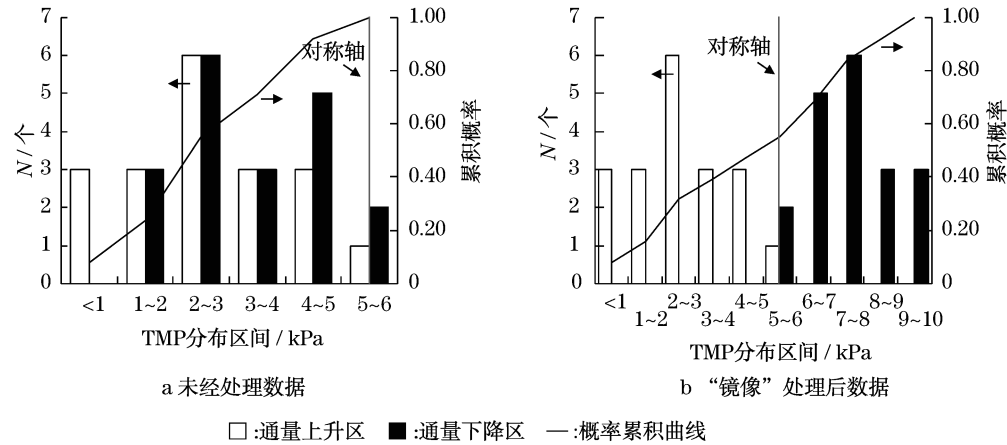 7
6
5
4
3
2
1
0
N / 个
1.00
0.80
0.60
0.40
0.20
0
累积概率
对称轴
<1 1~2 2~3 3~4 4~5 5~6
TMP分布区间 / kPa
a 未经处理数据
7
6
5
4
3
2
1
0
N / 个
1.00
0.80
0.60
0.40
0.20
0
累积概率
对称轴
<1 2~3 4~5 6~7 8~9
1~2 3~4 5~6 7~8 9~10
TMP分布区间 / kPa
b “镜像”处理后数据
:通量上升区 :通量下降区 —:概率累积曲线